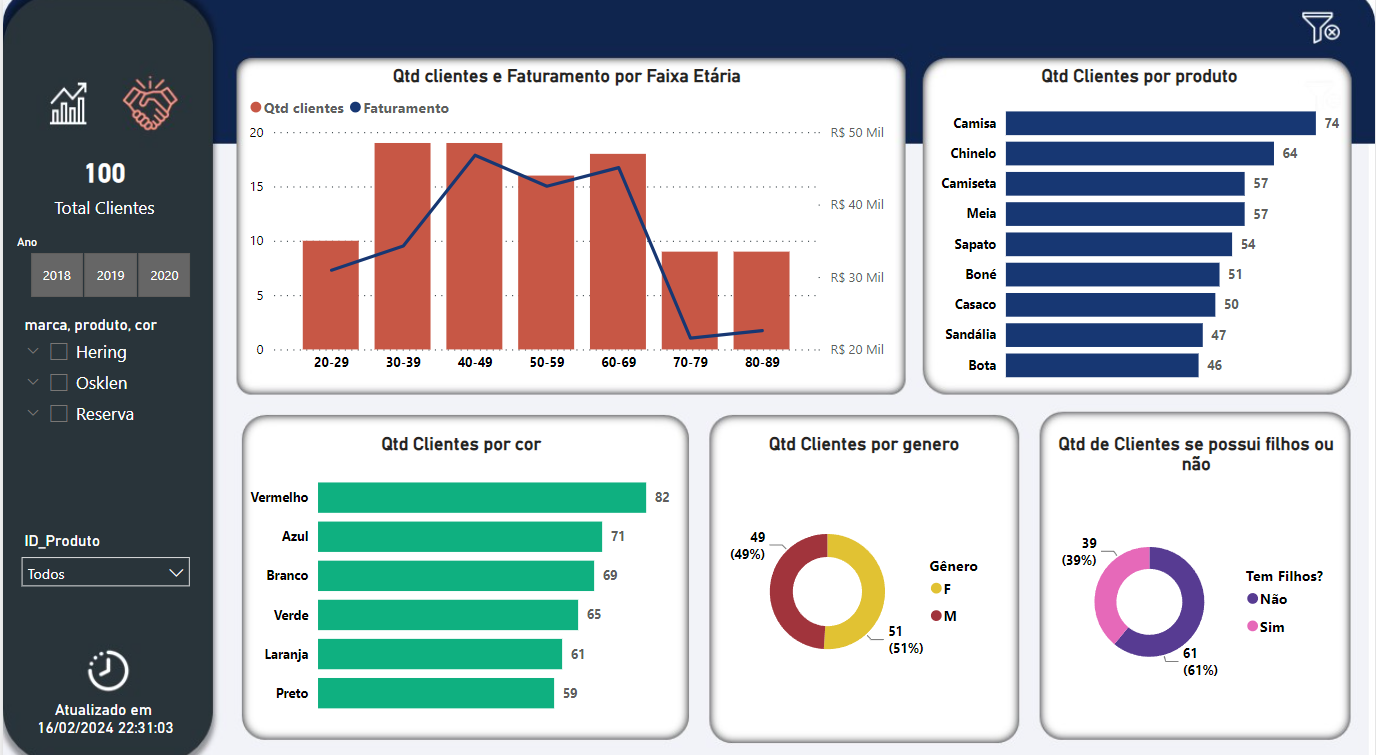 100
Total Clientes
Ano
2018 2019 2020
marca, produto, cor
Hering
Osklen
Reserva
ID_Produto
Todos
Atualizado em
16/02/2024 22:31:03
Qtd clientes e Faturamento por Faixa Etária
Qtd clientes Faturamento
20 R$ 50 Mil
15
R$ 40 Mil
10
R$ 30 Mil
5
0 R$ 20 Mil
20-29 30-39 40-49 50-59 60-69 70-79 80-89
Qtd Clientes por produto
Camisa 74
Chinelo 64
Camiseta 57
Meia 57
Sapato 54
Boné 51
Casaco 50
Sandália 47
Bota 46
Qtd Clientes por cor
Vermelho 82
Azul 71
Branco 69
Verde 65
Laranja 61
Preto 59
Qtd Clientes por genero
49
(49%)
51
(51%)
Gênero
F
M
Qtd de Clientes se possui filhos ou
não
39
(39%)
61
(61%)
Tem Filhos?
Não
Sim